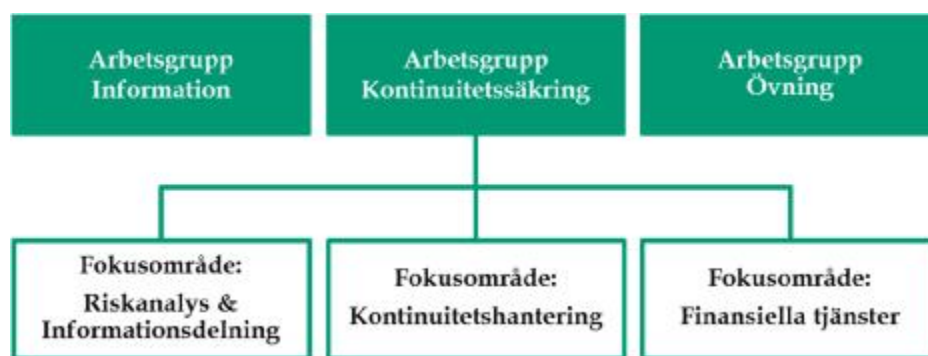 Arbetsgrupp
Information
Arbetsgrupp
Kontinuitetssäkring
Arbetsgrupp
Övning
Fokusområde:
Riskanalys &
Informationsdelning
Fokusområde:
Kontinuitetshantering
Fokusområde:
Finansiella tjänster